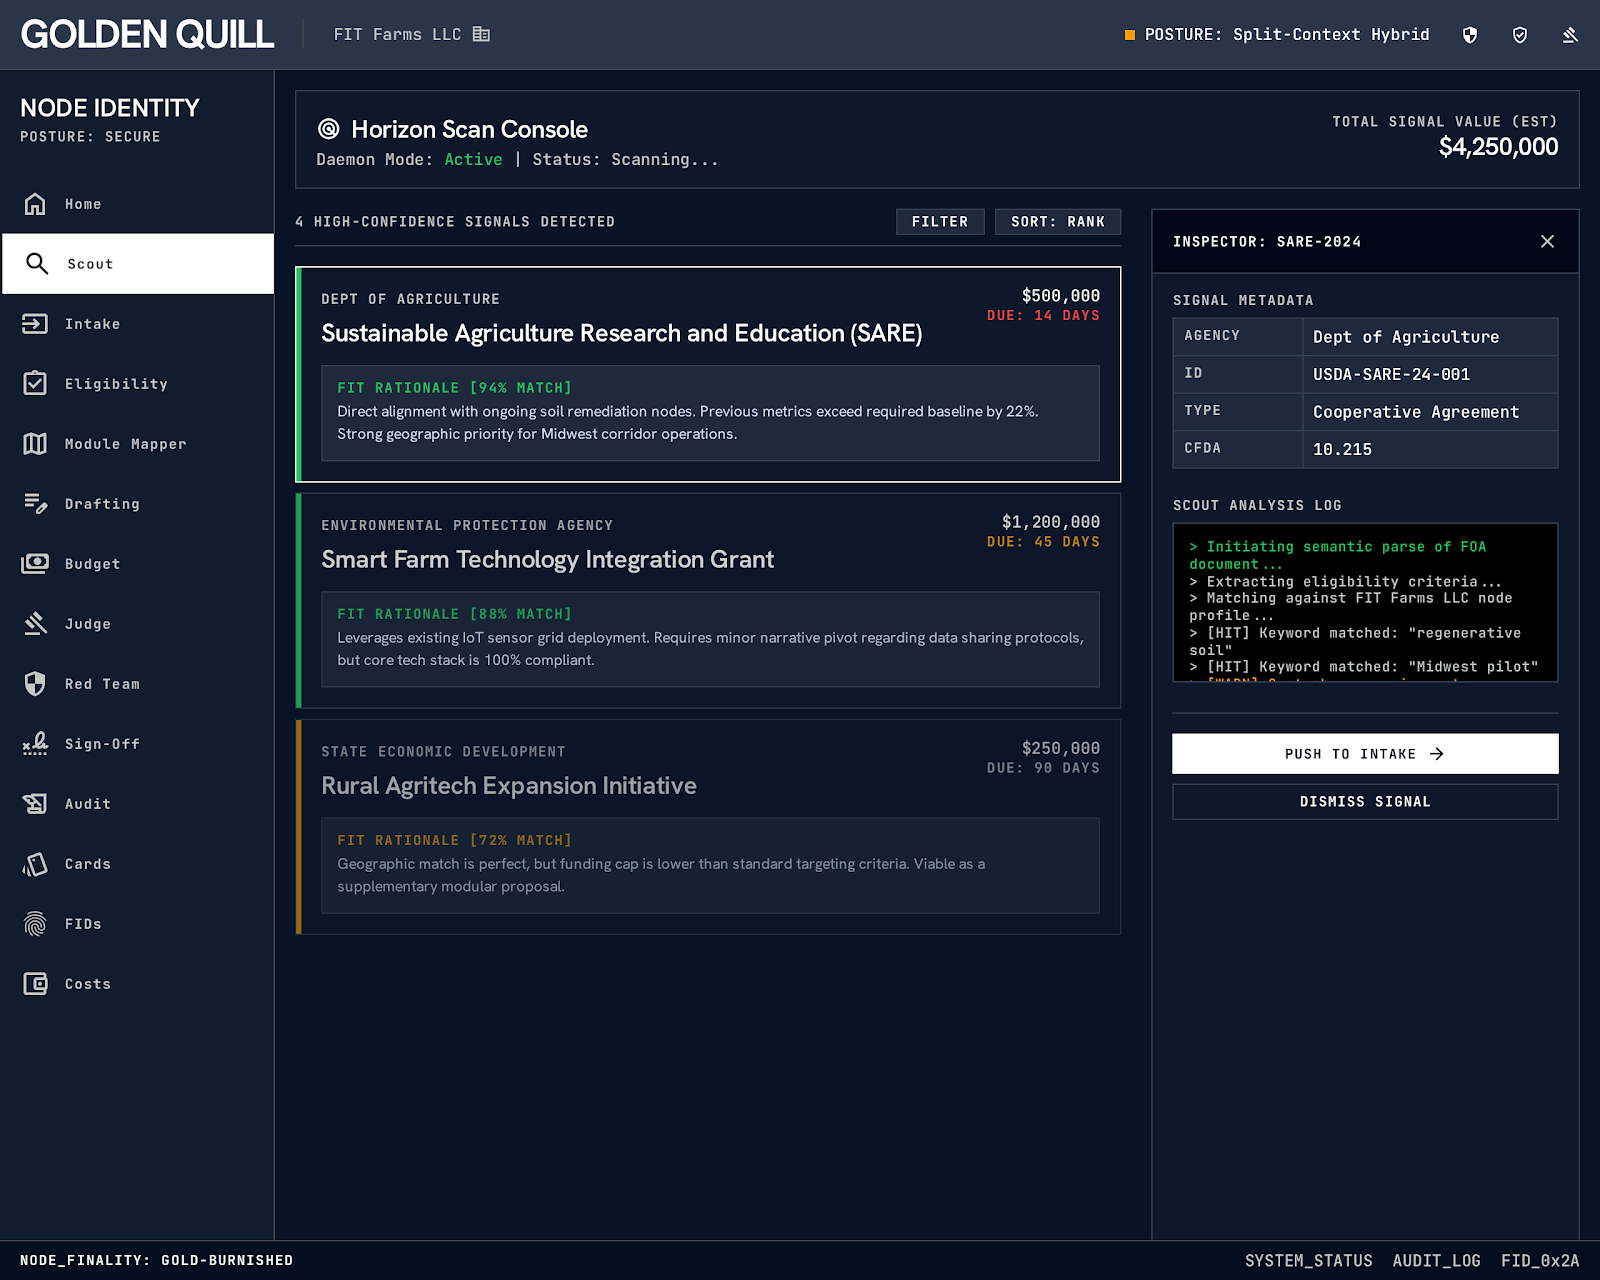 GOLDEN QUILL
FIT Farms LLC
POSTURE: Split-Context Hybrid
NODE IDENTITY
POSTURE: SECURE
Home
Scout
Intake
Eligibility
Module Mapper
Drafting
Budget
Judge
Red Team
Sign-Off
Audit
Cards
FIDs
Costs
Horizon Scan Console
Daemon Mode: Active | Status: Scanning...
TOTAL SIGNAL VALUE (EST)
$4,250,000
4 HIGH-CONFIDENCE SIGNALS DETECTED
FILTER
SORT: RANK
DEPT OF AGRICULTURE
$500,000
DUE: 14 DAYS
Sustainable Agriculture Research and Education (SARE)
FIT RATIONALE [94% MATCH]
Direct alignment with ongoing soil remediation nodes. Previous metrics exceed required baseline by 22%.
Strong geographic priority for Midwest corridor operations.
ENVIRONMENTAL PROTECTION AGENCY
$1,200,000
DUE: 45 DAYS
Smart Farm Technology Integration Grant
FIT RATIONALE [88% MATCH]
Leverages existing IoT sensor grid deployment. Requires minor narrative pivot regarding data sharing protocols,
but core tech stack is 100% compliant.
STATE ECONOMIC DEVELOPMENT
$250,000
DUE: 90 DAYS
Rural Agritech Expansion Initiative
FIT RATIONALE [72% MATCH]
Geographic match is perfect, but funding cap is lower than standard targeting criteria. Viable as a
supplementary modular proposal.
INSPECTOR: SARE-2024
SIGNAL METADATA
AGENCY Dept of Agriculture
ID USDA-SARE-24-001
TYPE Cooperative Agreement
CFDA 10.215
SCOUT ANALYSIS LOG
> Initiating semantic parse of FOA
document...
> Extracting eligibility criteria...
> Matching against FIT Farms LLC node
profile...
> [HIT] Keyword matched: "regenerative
soil"
> [HIT] Keyword matched: "Midwest pilot"
> [WARN]
PUSH TO INTAKE →
DISMISS SIGNAL
NODE_FINALITY: GOLD-BURNISHED
SYSTEM_STATUS
AUDIT_LOG
FID_0x2A